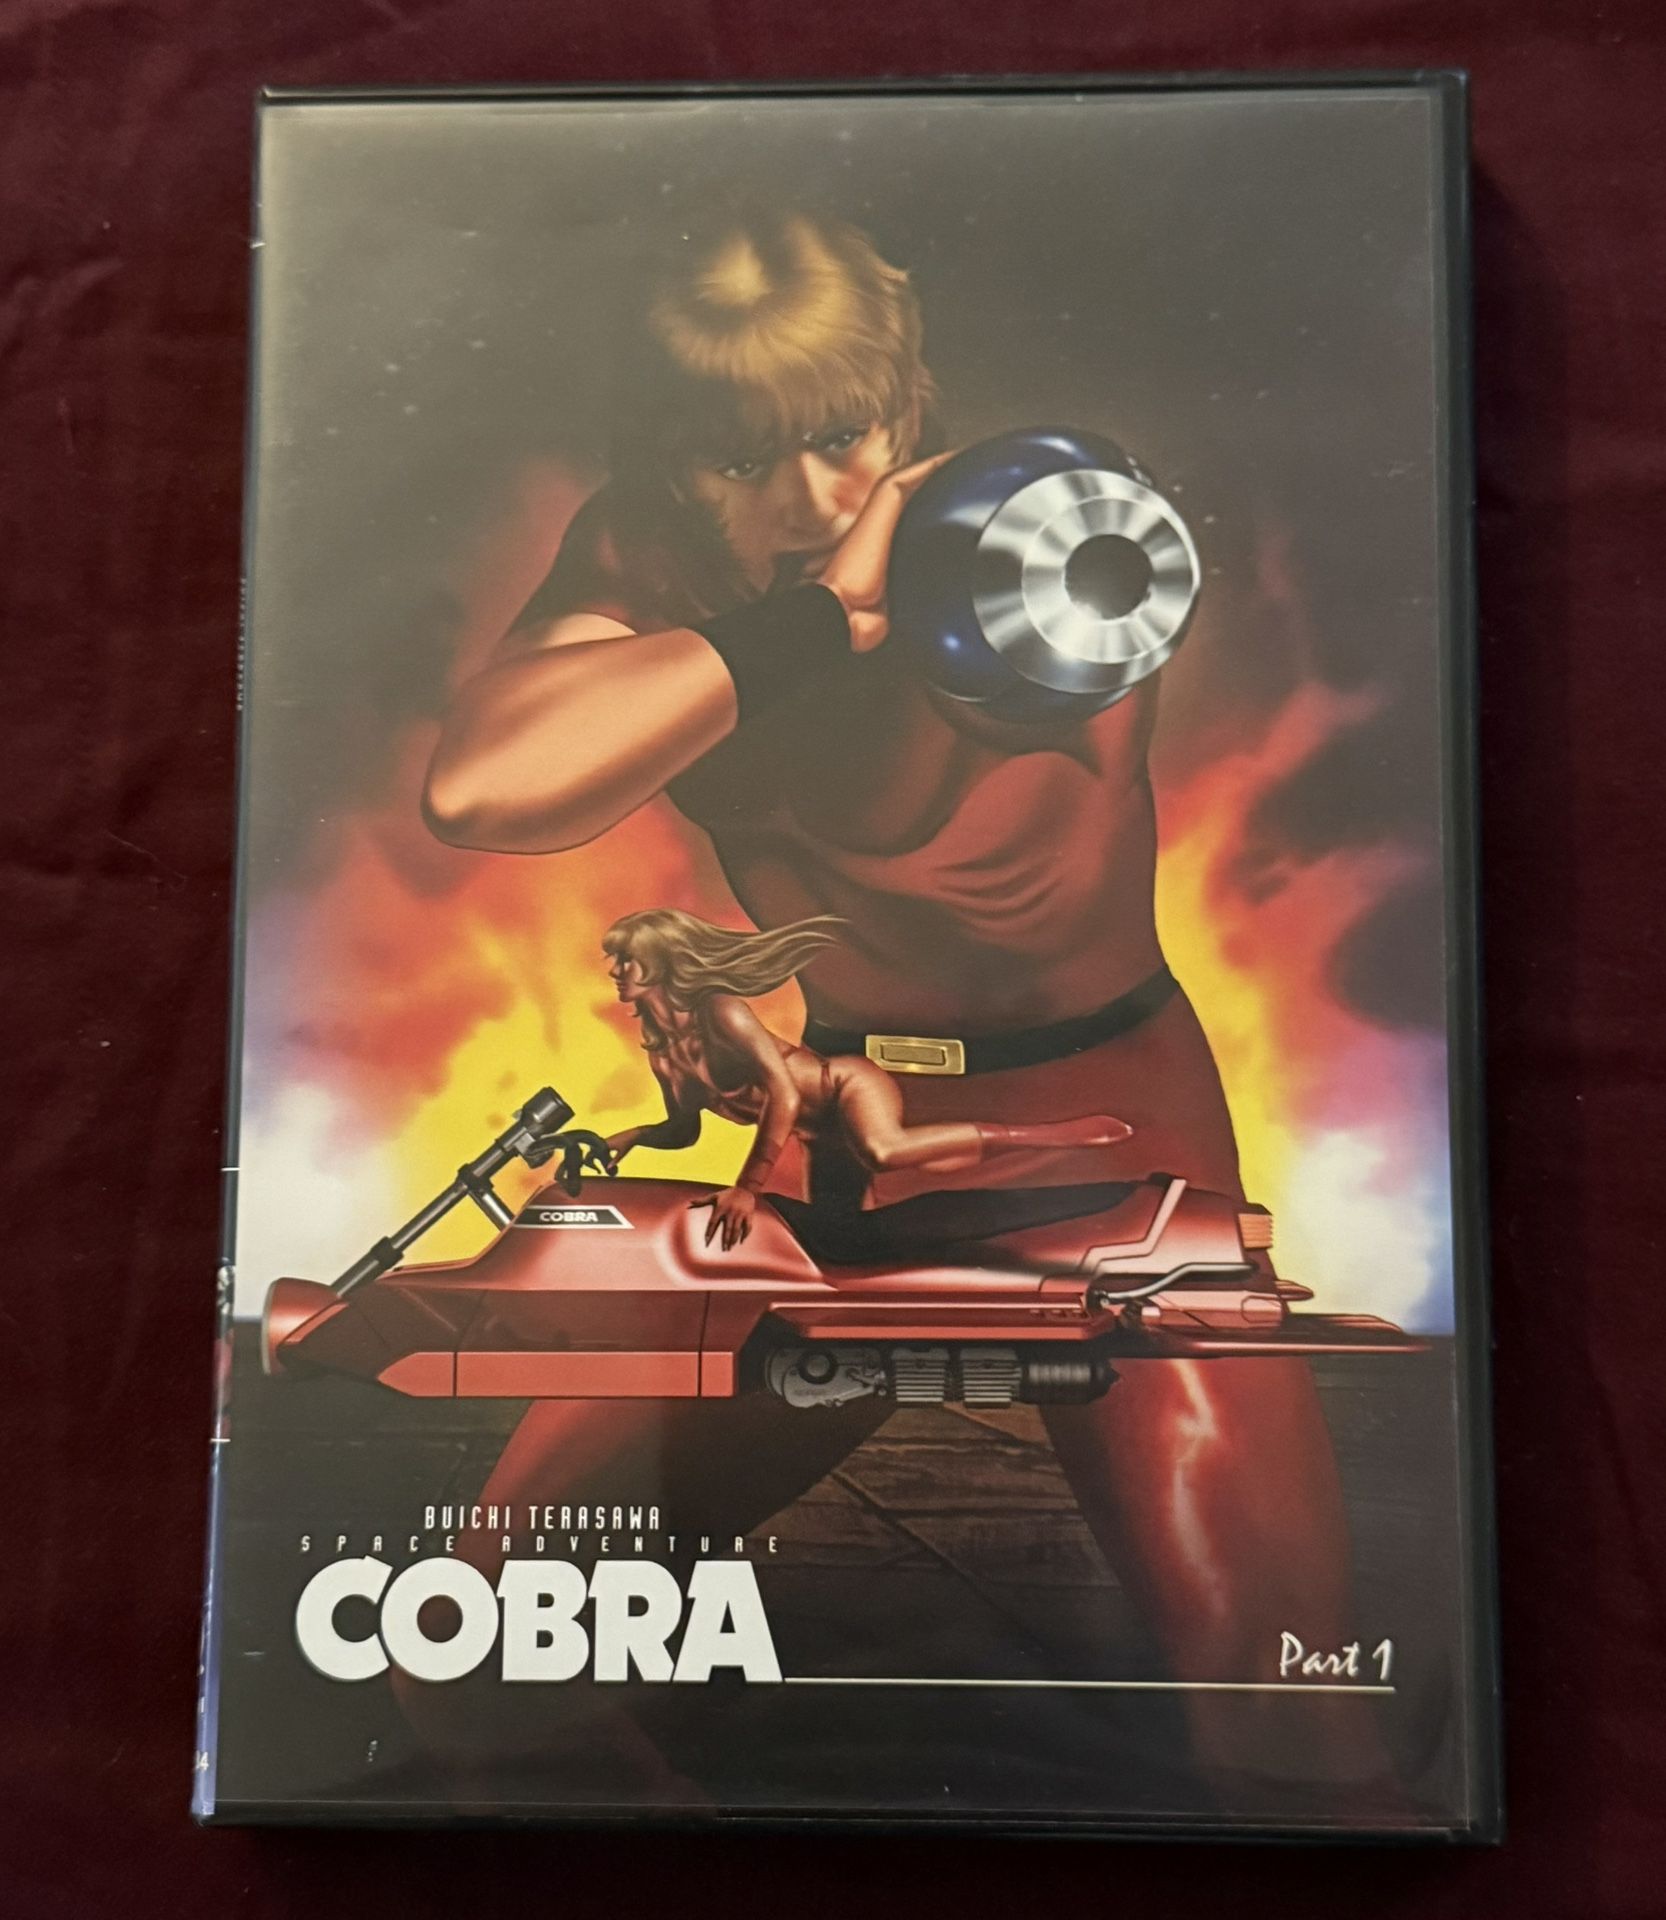 COBRA
BUICHI TERASAWA
SPACE ADVENTURE
COBRA
Part 1